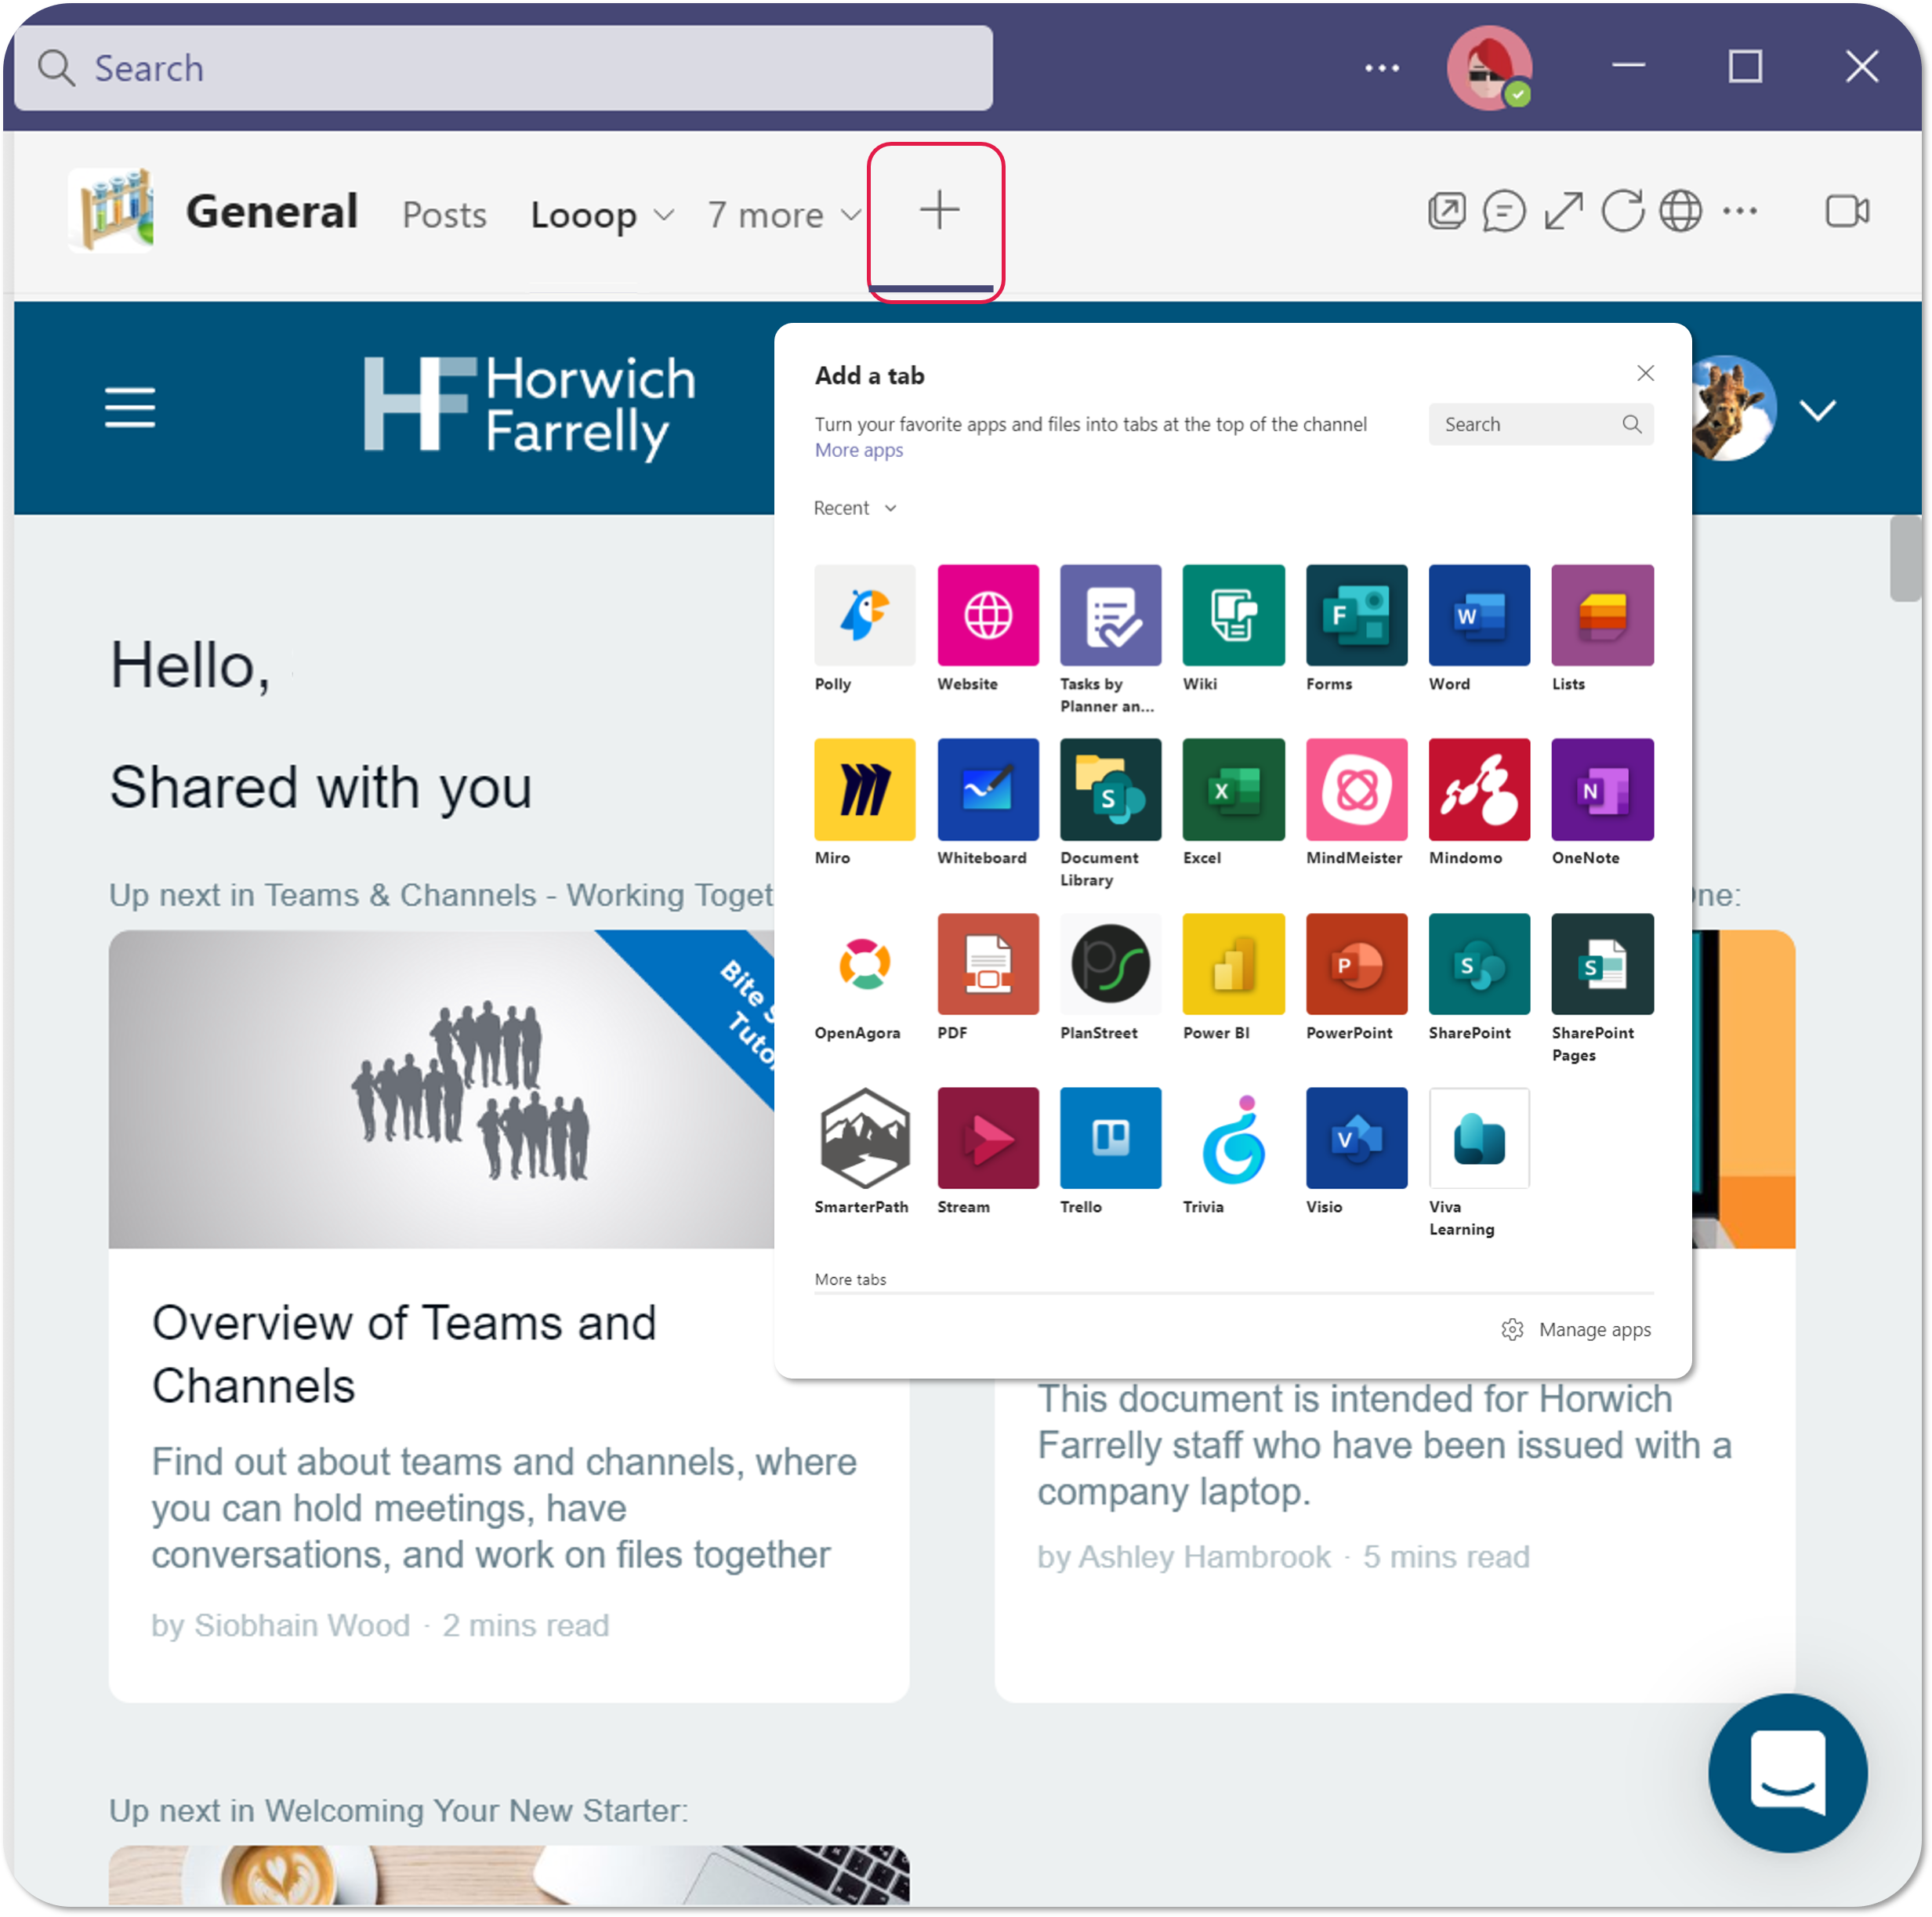 Search
General Posts Looop 7 more
Horwich
Farrelly
Add a tab
Turn your favorite apps and files into tabs at the top of the channel
More apps
Search
Recent
Polly Website Tasks by Planner an... Wiki Forms Word Lists
Miro Whiteboard Document Library Excel MindMeister Mindomo OneNote
OpenAgora PDF PlanStreet Power BI PowerPoint SharePoint SharePoint Pages
SmarterPath Stream Trello Trivia Visio Viva Learning
More tabs
Manage apps
Hello,
Shared with you
Up next in Teams & Channels - Working Toget
Bite
Overview of Teams and
Channels
Find out about teams and channels, where
you can hold meetings, have
conversations, and work on files together
by Siobhain Wood · 2 mins read
This document is intended for Horwich
Farrelly staff who have been issued with a
company laptop.
by Ashley Hambrook · 5 mins read
Up next in Welcoming Your New Starter: